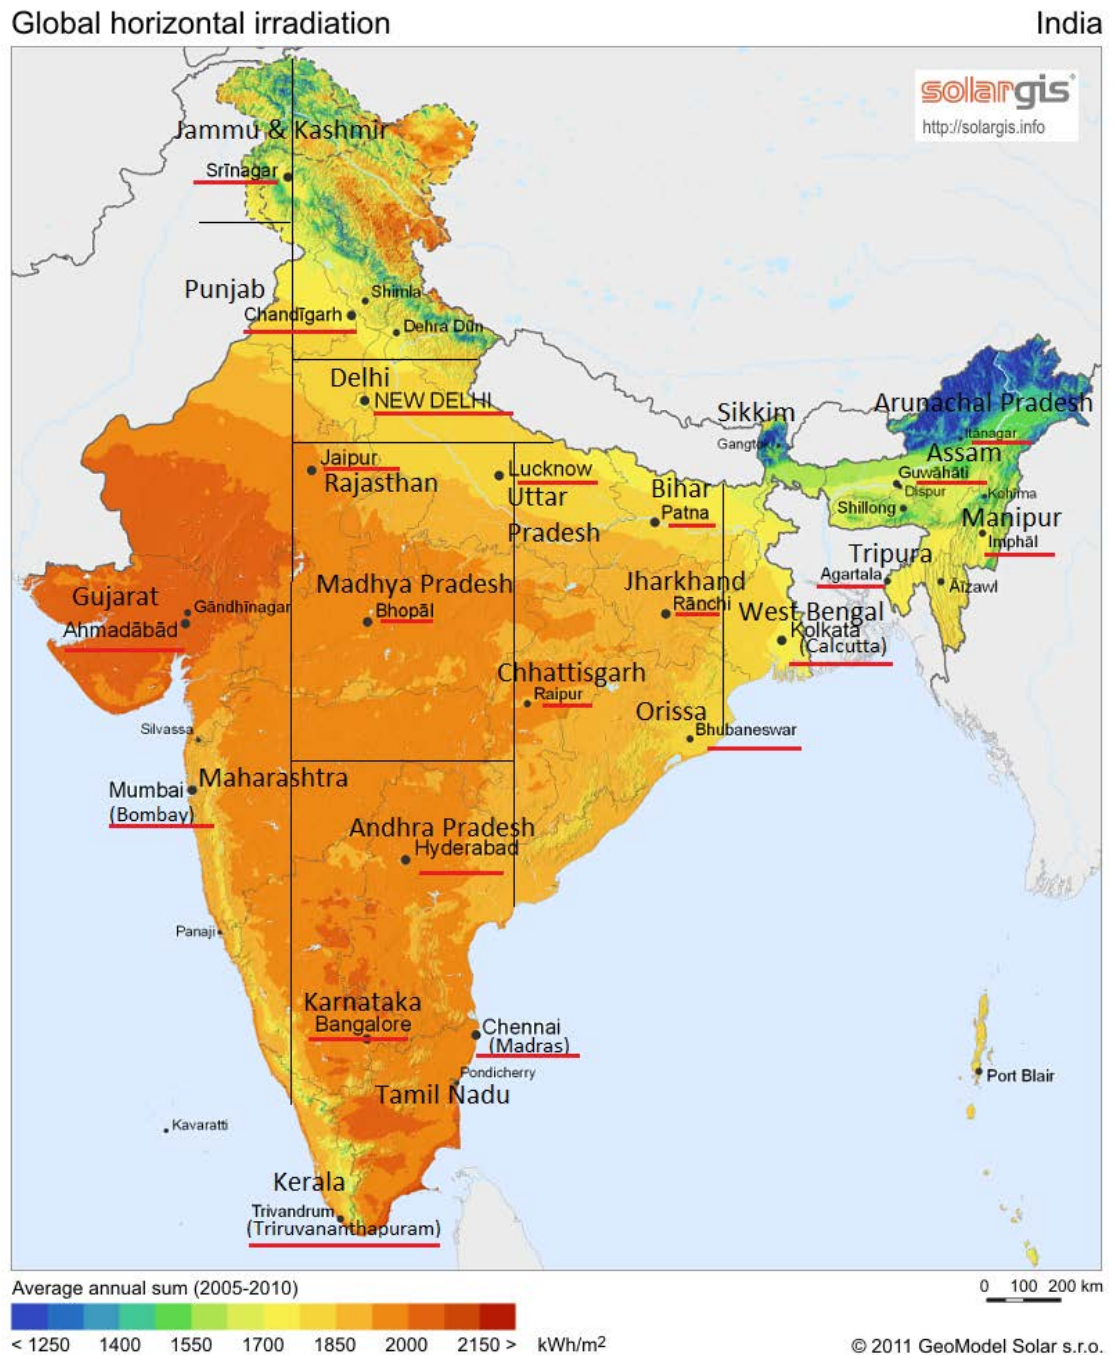 Global horizontal irradiation
India
solargis
http://solargis.info
Jammu & Kashmir
Srīnagar
Punjab
Shimla
Chandīgarh
Dehra Dūn
Delhi
NEW DELHI
Sikkim
Gangtok
Arunachal Pradesh
Itānagar
Assam
Guwāhāti
Dispur
Kohīma
Shillong
Manipur
Imphāl
Jaipur
Rajasthan
Lucknow
Uttar
Pradesh
Bihar
Patna
Tripura
Agartala
Āīzawl
Gujarat
Gāndhīnagar
Ahmadābād
Madhya Pradesh
Bhopāl
Jharkhand
Rānchi
West Bengal
Kolkata
(Calcutta)
Chhattisgarh
Raipur
Orissa
Bhubaneswar
Silvassa
Maharashtra
Mumbai
(Bombay)
Andhra Pradesh
Hyderabad
Panaji
Karnataka
Bangalore
Chennai
(Madras)
Pondicherry
Tamil Nadu
Port Blair
Kavaratti
Kerala
Trivandrum
(Triruvananthapuram)
Average annual sum (2005-2010)
0 100 200 km
< 1250 1400 1550 1700 1850 2000 2150 > kWh/m²
© 2011 GeoModel Solar s.r.o.